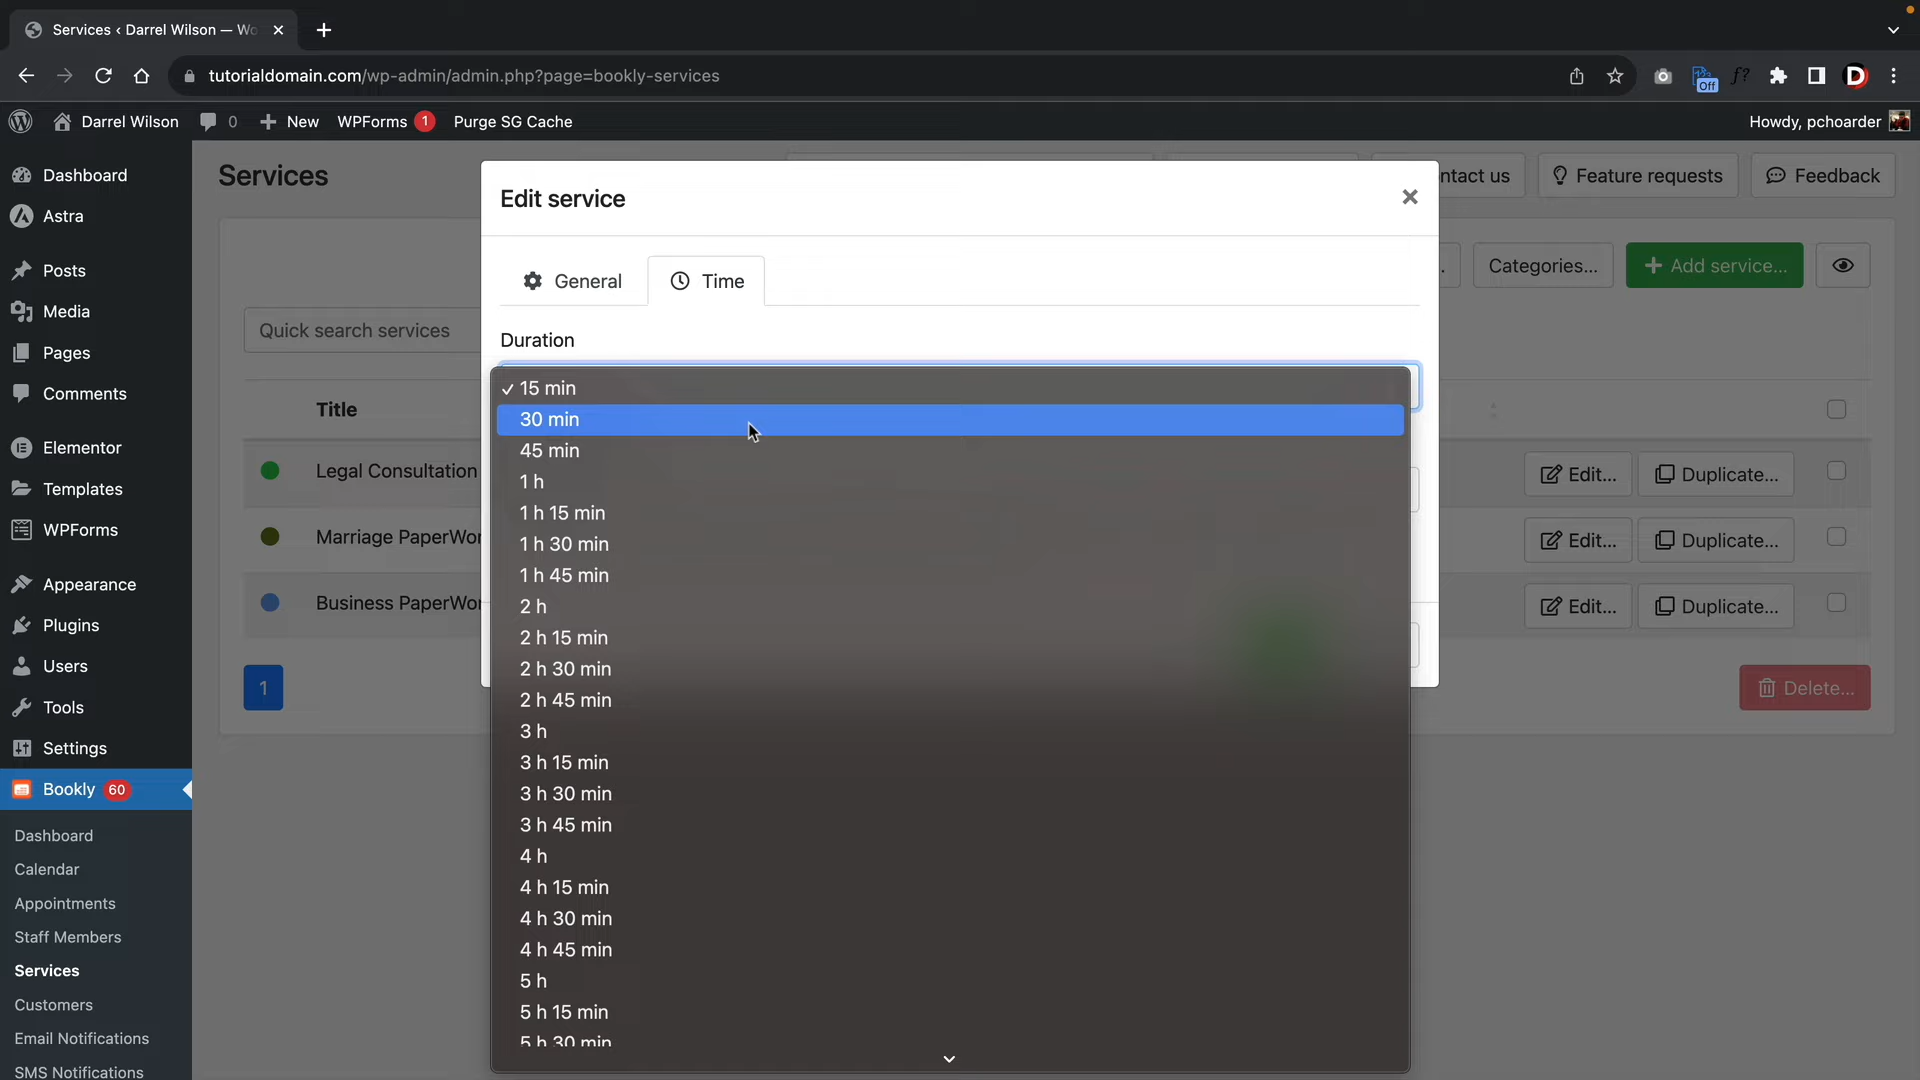 Services ‹ Darrel Wilson — Wo
tutorialdomain.com/wp-admin/admin.php?page=bookly-services
Off
f?
D
Darrel Wilson 0 New WPForms 1 Purge SG Cache Howdy, pchoarder
Dashboard
Astra
Posts
Media
Pages
Comments
Elementor
Templates
WPForms
Appearance
Plugins
Users
Tools
Settings
Bookly 60
Dashboard
Calendar
Appointments
Staff Members
Services
Customers
Email Notifications
SMS Notifications
Services
ntact us
Feature requests
Feedback
Categories...
Add service...
Quick search services
Title
Legal Consultation
Edit... Duplicate...
Marriage PaperWor
Edit... Duplicate...
Business PaperWor
Edit... Duplicate...
1
Delete...
Edit service
General
Time
Duration
✓ 15 min
30 min
45 min
1 h
1 h 15 min
1 h 30 min
1 h 45 min
2 h
2 h 15 min
2 h 30 min
2 h 45 min
3 h
3 h 15 min
3 h 30 min
3 h 45 min
4 h
4 h 15 min
4 h 30 min
4 h 45 min
5 h
5 h 15 min
5 h 30 min